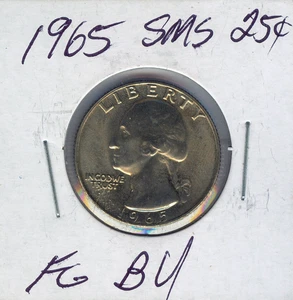 1965 SMS 25¢
LIBERTY
IN GOD WE
TRUST
1965
FG BU